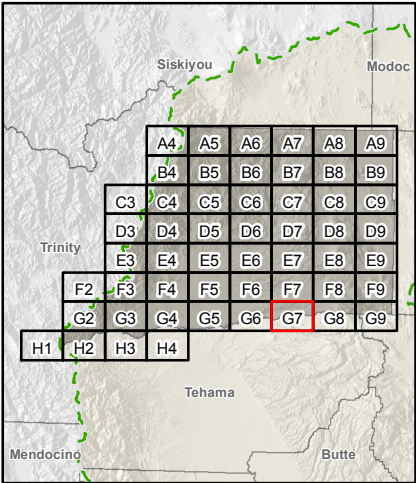 Siskiyou
Modoc
A4 A5 A6 A7 A8 A9
B4 B5 B6 B7 B8 B9
C3 C4 C5 C6 C7 C8 C9
D3 D4 D5 D6 D7 D8 D9
Trinity
E3 E4 E5 E6 E7 E8 E9
F2 F3 F4 F5 F6 F7 F8 F9
G2 G3 G4 G5 G6 G7 G8 G9
H1 H2 H3 H4
Tehama
Mendocino
Butte